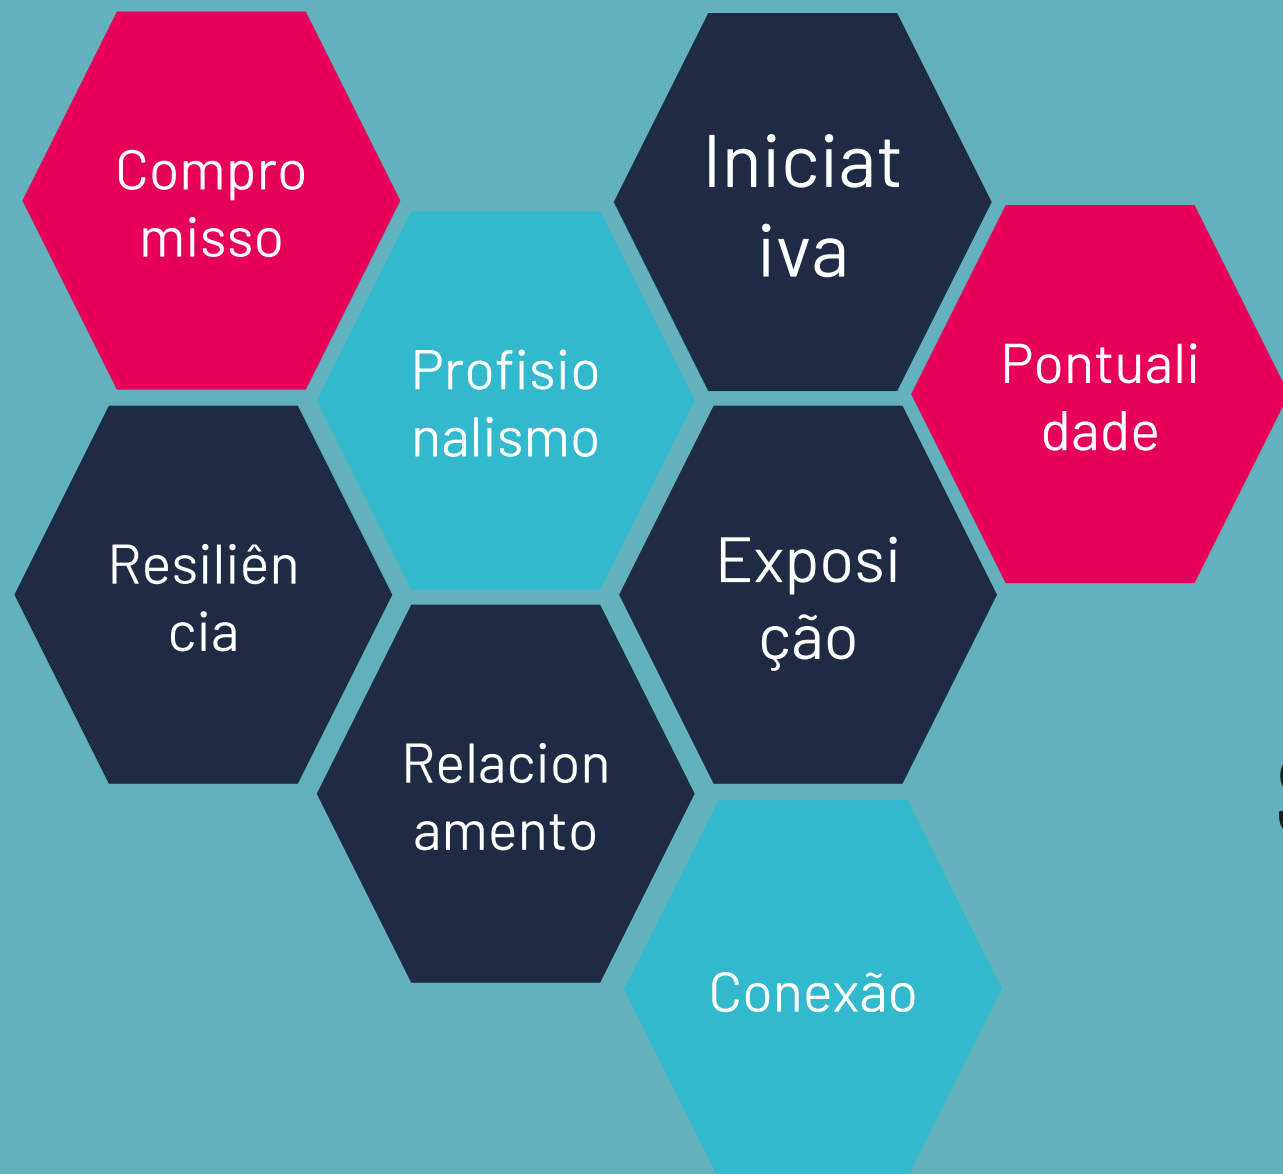 Compro
misso
Iniciat
iva
Profisio
nalismo
Pontuali
dade
Resiliên
cia
Exposi
ção
Relacion
amento
Conexão